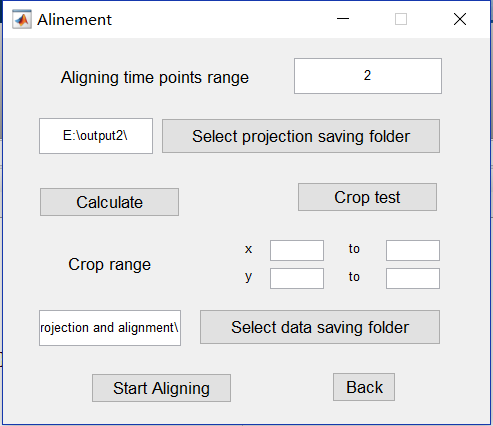 Alinement
Aligning time points range 2
E:\output2\ Select projection saving folder
Calculate Crop test
x to
Crop range
y to
rojection and alignment\ Select data saving folder
Start Aligning Back